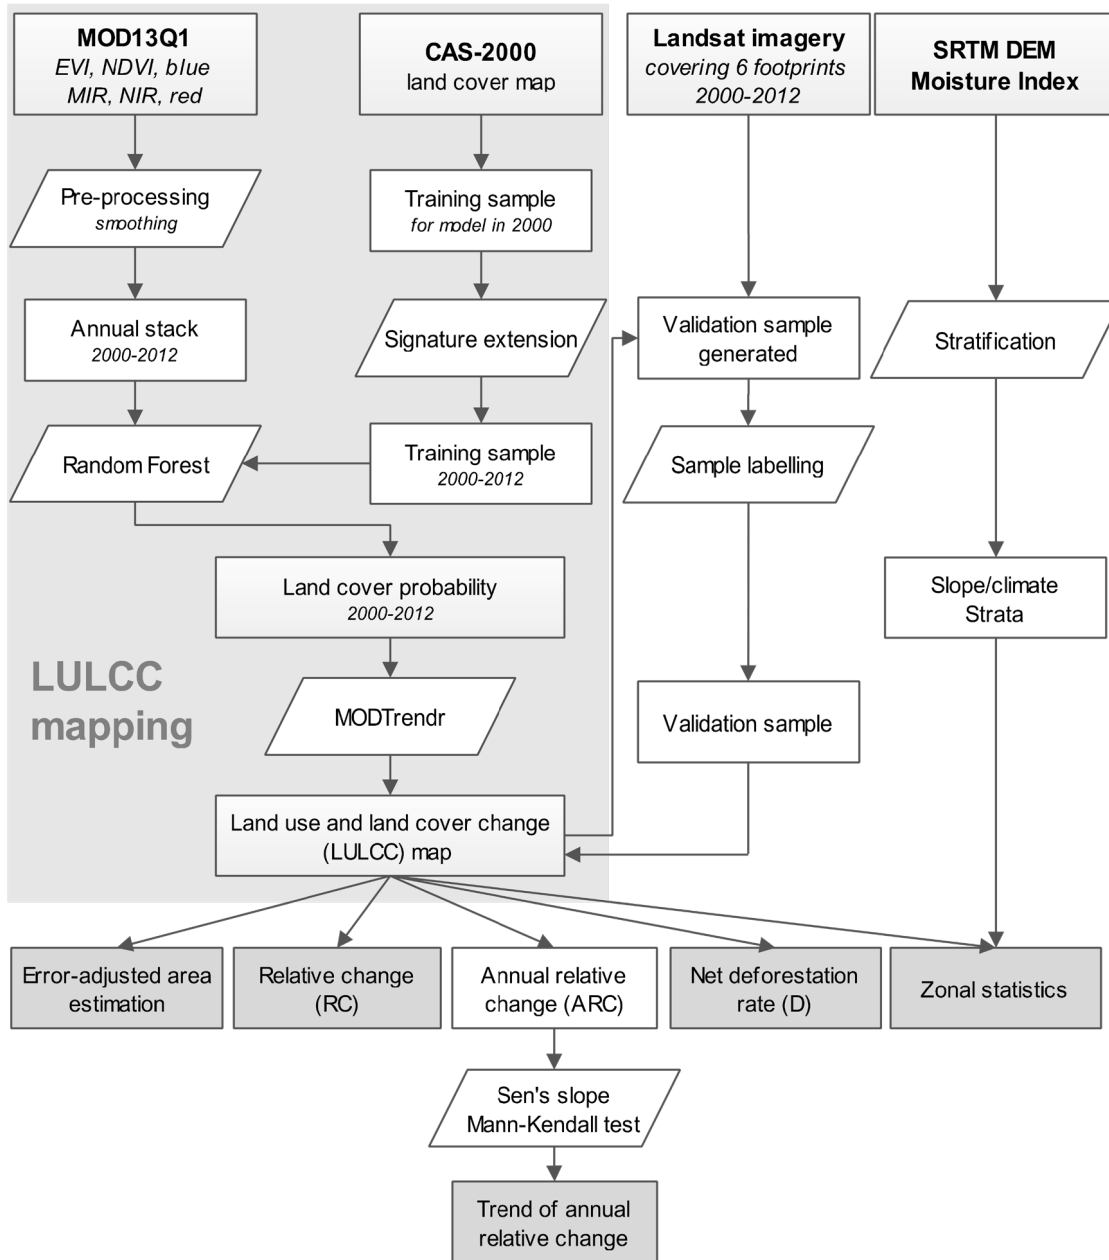 MOD13Q1
EVI, NDVI, blue
MIR, NIR, red
CAS-2000
land cover map
Landsat imagery
covering 6 footprints
2000-2012
SRTM DEM
Moisture Index
Pre-processing
smoothing
Training sample
for model in 2000
Annual stack
2000-2012
Signature extension
Validation sample
generated
Stratification
Random Forest
Training sample
2000-2012
Sample labelling
Land cover probability
2000-2012
Slope/climate
Strata
LULCC
mapping
MODTrendr
Validation sample
Land use and land cover change
(LULCC) map
Error-adjusted area
estimation
Relative change
(RC)
Annual relative
change (ARC)
Net deforestation
rate (D)
Zonal statistics
Sen's slope
Mann-Kendall test
Trend of annual
relative change